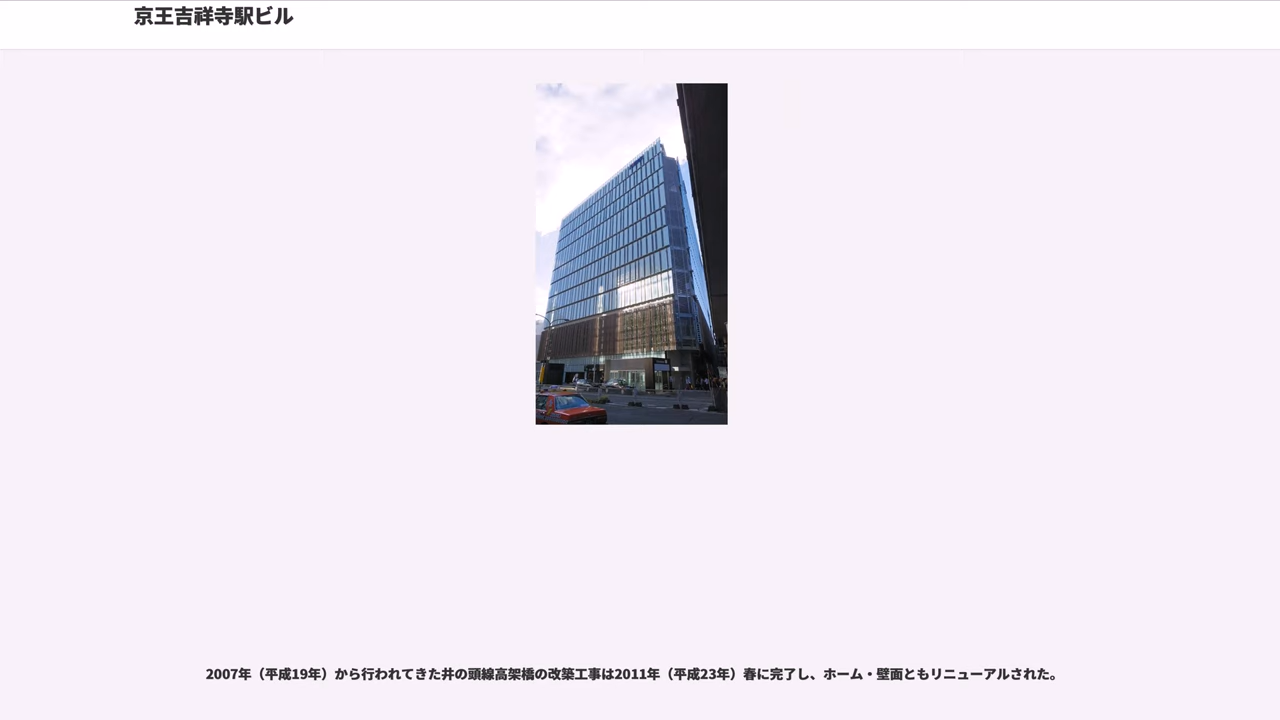 京王吉祥寺駅ビル
2007年（平成19年）から行われてきた井の頭線高架橋の改築工事は2011年（平成23年）春に完了し、ホーム・壁面ともリニューアルされた。